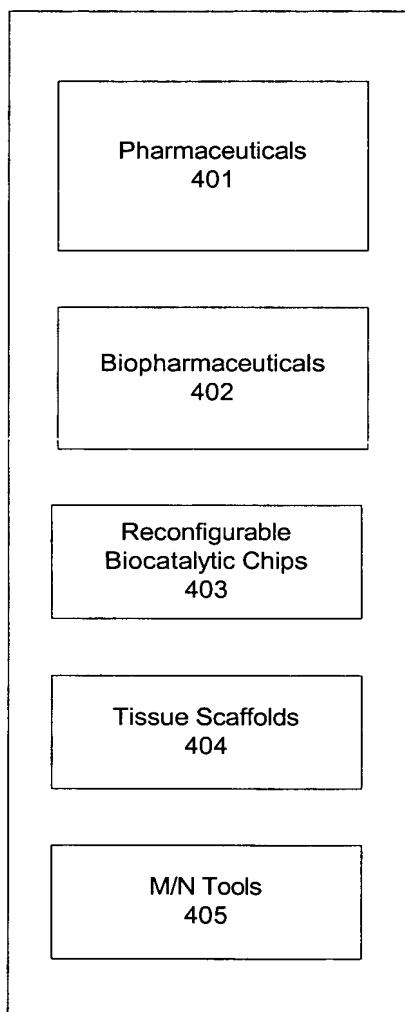 Pharmaceuticals
401
Biopharmaceuticals
402
Reconfigurable
Biocatalytic Chips
403
Tissue Scaffolds
404
M/N Tools
405